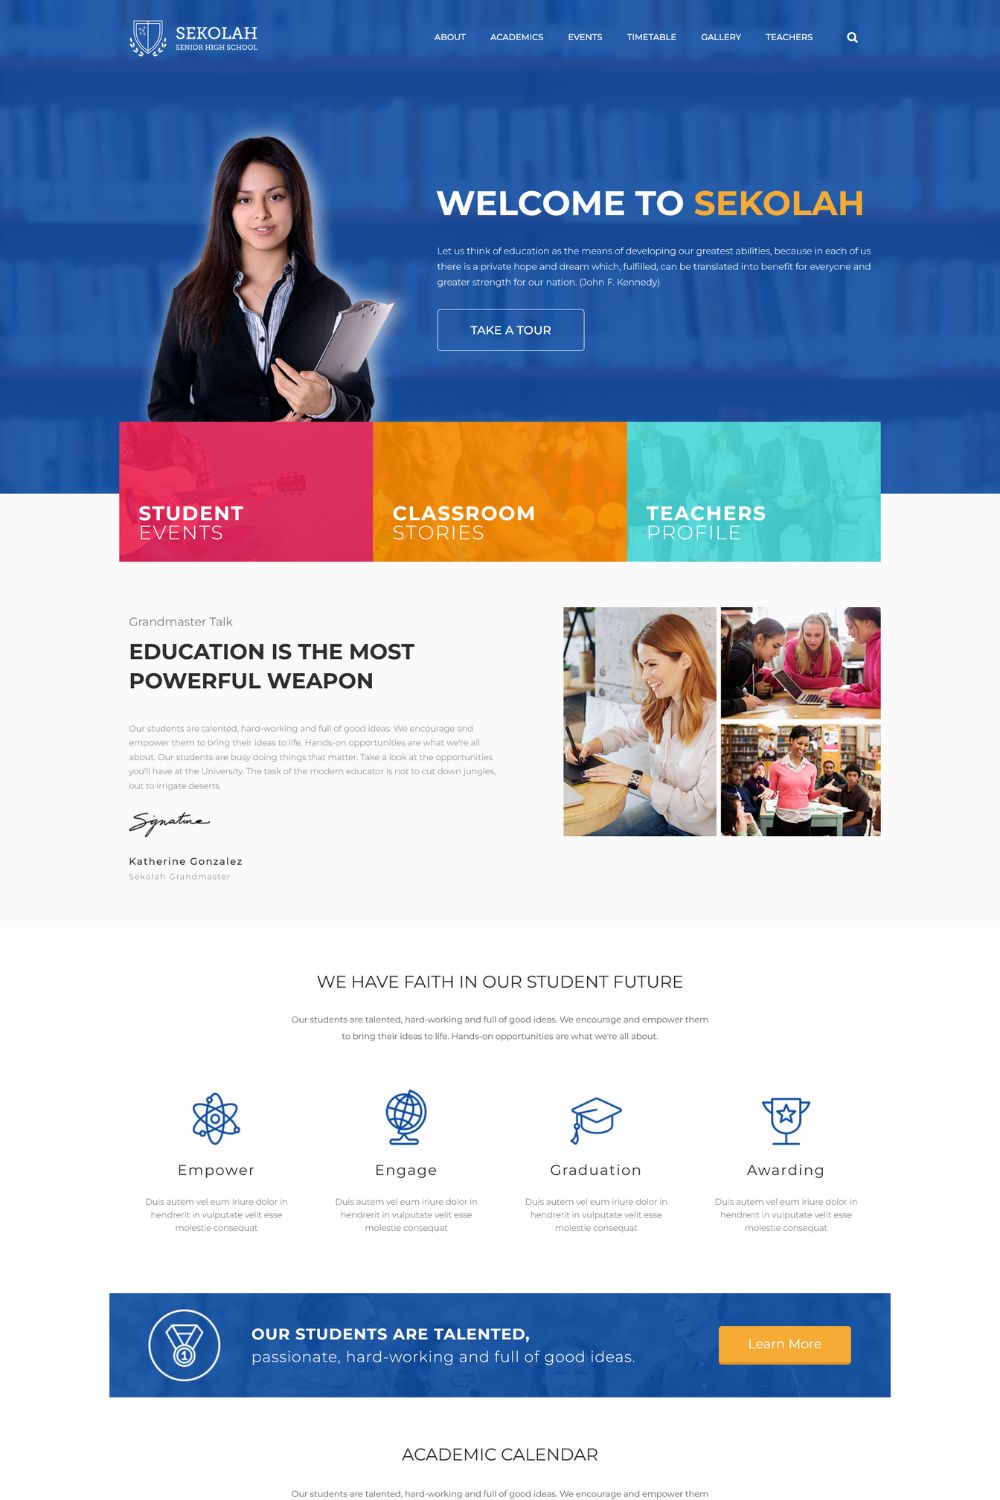 SEKOLAH
SENIOR HIGH SCHOOL
ABOUT ACADEMICS EVENTS TIMETABLE GALLERY TEACHERS
WELCOME TO SEKOLAH
Let us think of education as the means of developing our greatest abilities, because in each of us
there is a private hope and dream which, fulfilled, can be translated into benefit for everyone and
greater strength for our nation. (John F. Kennedy)
TAKE A TOUR
STUDENT
EVENTS
CLASSROOM
STORIES
TEACHERS
PROFILE
Grandmaster Talk
EDUCATION IS THE MOST
POWERFUL WEAPON
Our students are talented, hard-working and full of good ideas. We encourage and
empower them to bring their ideas to life. Hands-on opportunities are what we're all
about. Our students are busy doing things that matter. Take a look at the opportunities
you'll have at the University. The task of the modern educator is not to cut down jungles,
but to irrigate deserts.
Signature
Katherine Gonzalez
Sekolah Grandmaster
WE HAVE FAITH IN OUR STUDENT FUTURE
Our students are talented, hard-working and full of good ideas. We encourage and empower them
to bring their ideas to life. Hands-on opportunities are what we're all about.
Empower
Duis autem vel eum iriure dolor in
hendrerit in vulputate velit esse
molestie consequat
Engage
Duis autem vel eum iriure dolor in
hendrerit in vulputate velit esse
molestie consequat
Graduation
Duis autem vel eum iriure dolor in
hendrerit in vulputate velit esse
molestie consequat
Awarding
Duis autem vel eum iriure dolor in
hendrerit in vulputate velit esse
molestie consequat
1
OUR STUDENTS ARE TALENTED,
passionate, hard-working and full of good ideas.
Learn More
ACADEMIC CALENDAR
Our students are talented, hard-working and full of good ideas. We encourage and empower them